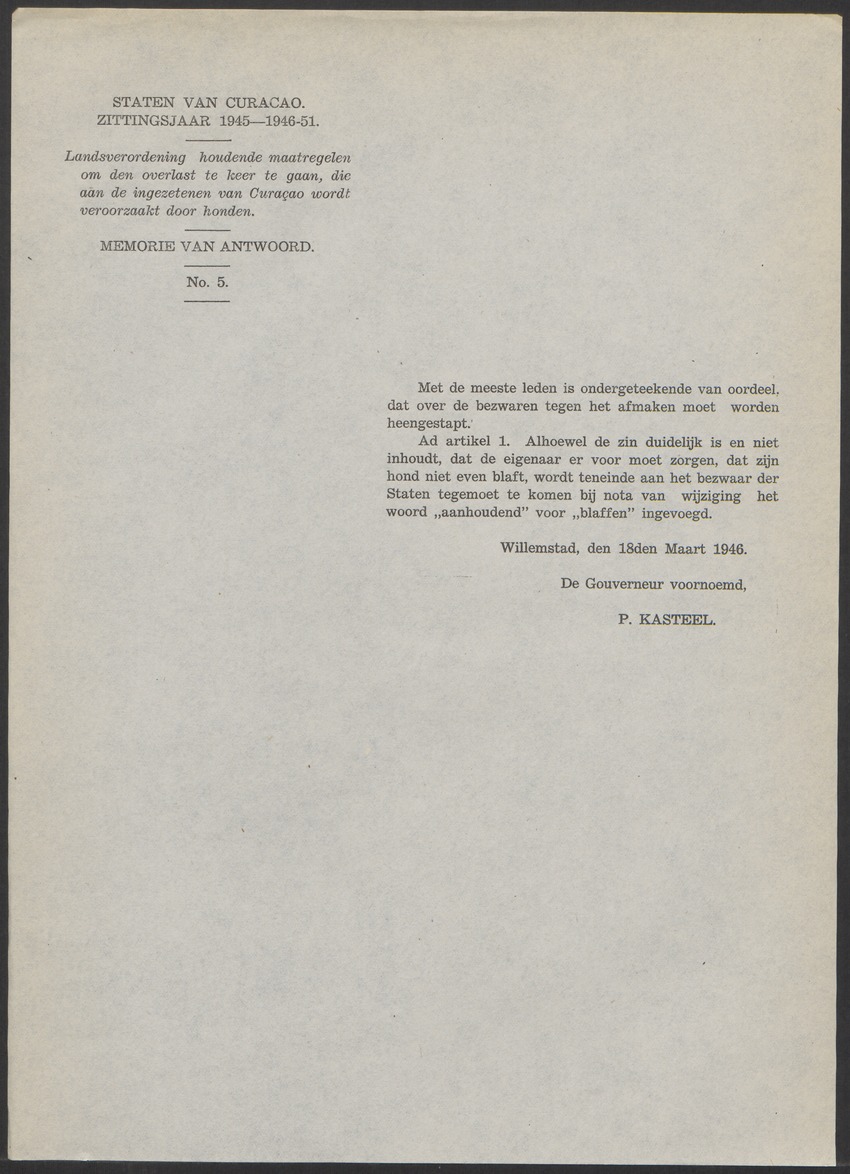 STATEN VAN CURACAO.
ZITTINGSJAAR 1945—1946-51.
Landsverordening houdende maatregelen
om den overlast te keer te gaan, die
aan de ingezetenen van Curaçao wordt
veroorzaakt door honden.
MEMORIE VAN ANTWOORD.
No. 5.
Met de meeste leden is ondergeteekende van oordeel,
dat over de bezwaren tegen het afmaken moet worden
heengestapt.
Ad artikel 1. Alhoewel de zin duidelijk is en niet
inhoudt, dat de eigenaar er voor moet zorgen, dat zijn
hond niet even blaft, wordt teneinde aan het bezwaar der
Staten tegemoet te komen bij nota van wijziging het
woord „aanhoudend” voor „blaffen” ingevoegd.
Willemstad, den 18den Maart 1946.
De Gouverneur voornoemd,
P. KASTEEL.